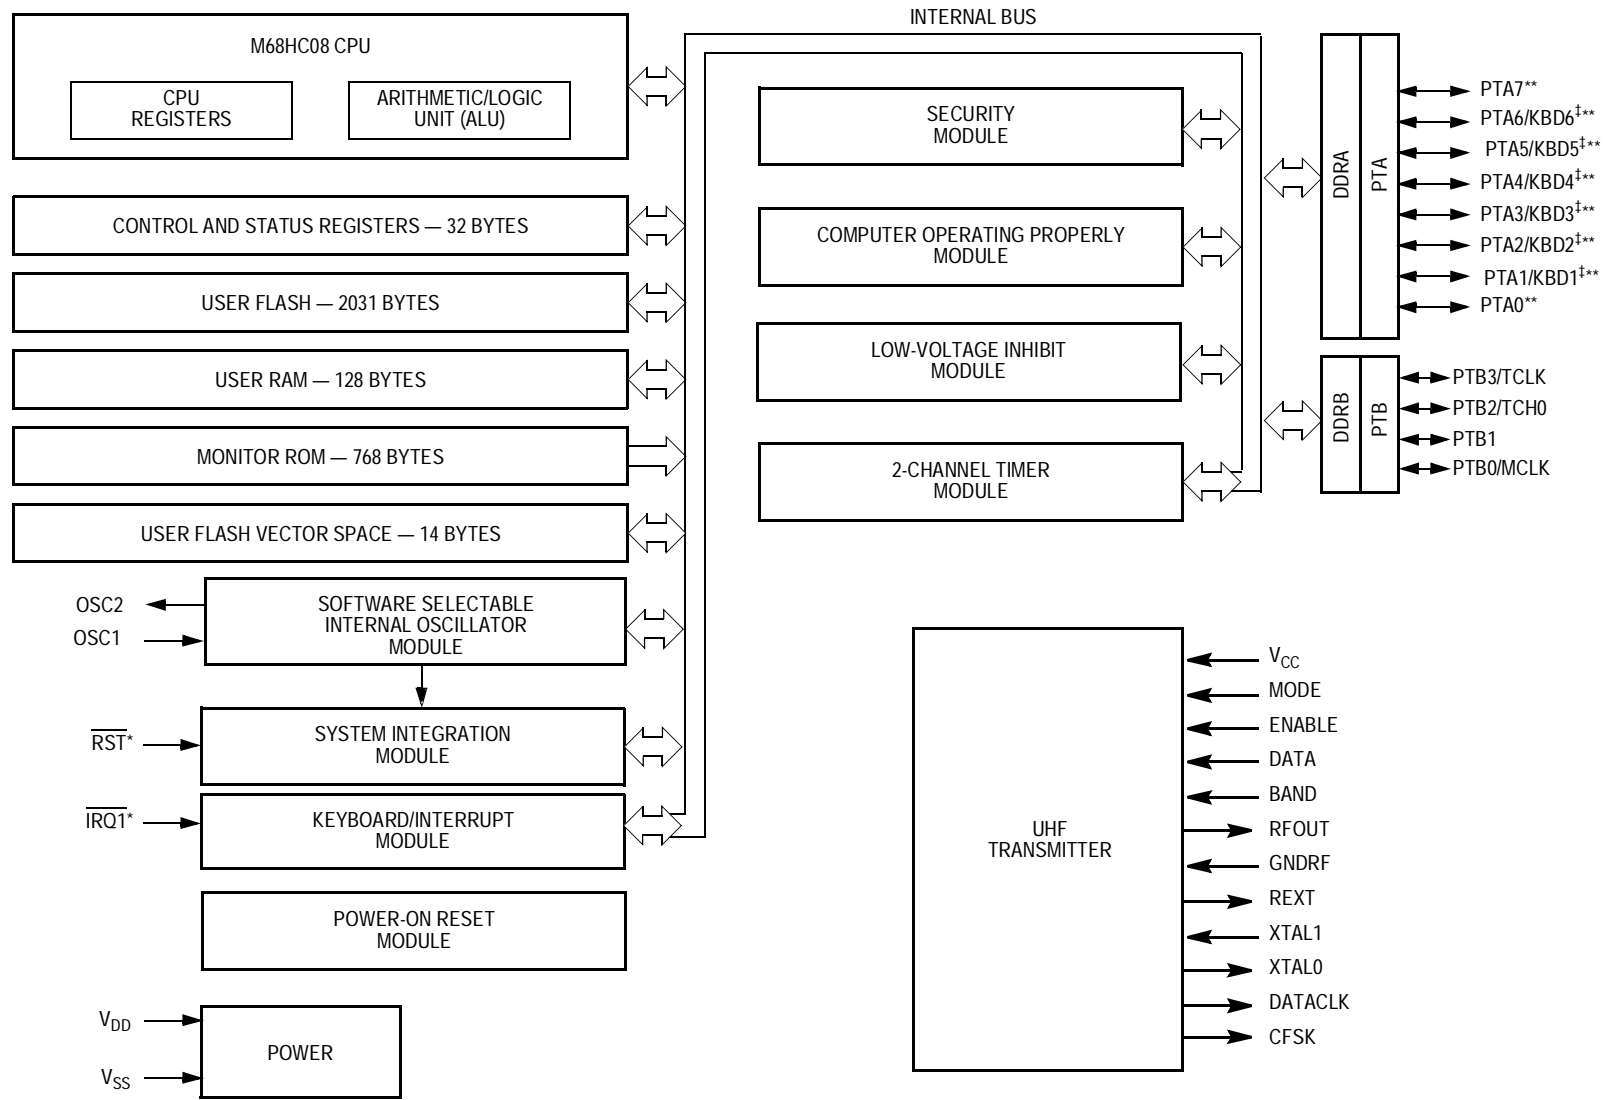 INTERNAL BUS
M68HC08 CPU
CPU
REGISTERS
ARITHMETIC/LOGIC
UNIT (ALU)
CONTROL AND STATUS REGISTERS — 32 BYTES
USER FLASH — 2031 BYTES
USER RAM — 128 BYTES
MONITOR ROM — 768 BYTES
USER FLASH VECTOR SPACE — 14 BYTES
OSC2
OSC1
SOFTWARE SELECTABLE
INTERNAL OSCILLATOR
MODULE
RST*
SYSTEM INTEGRATION
MODULE
IRQ1*
KEYBOARD/INTERRUPT
MODULE
POWER-ON RESET
MODULE
VDD
VSS
POWER
SECURITY
MODULE
COMPUTER OPERATING PROPERLY
MODULE
LOW-VOLTAGE INHIBIT
MODULE
2-CHANNEL TIMER
MODULE
DDRA
PTA
PTA7**
PTA6/KBD6‡**
PTA5/KBD5‡**
PTA4/KBD4‡**
PTA3/KBD3‡**
PTA2/KBD2‡**
PTA1/KBD1‡**
PTA0**
DDRB
PTB
PTB3/TCLK
PTB2/TCH0
PTB1
PTB0/MCLK
UHF
TRANSMITTER
VCC
MODE
ENABLE
DATA
BAND
RFOUT
GNDRF
REXT
XTAL1
XTAL0
DATACLK
CFSK